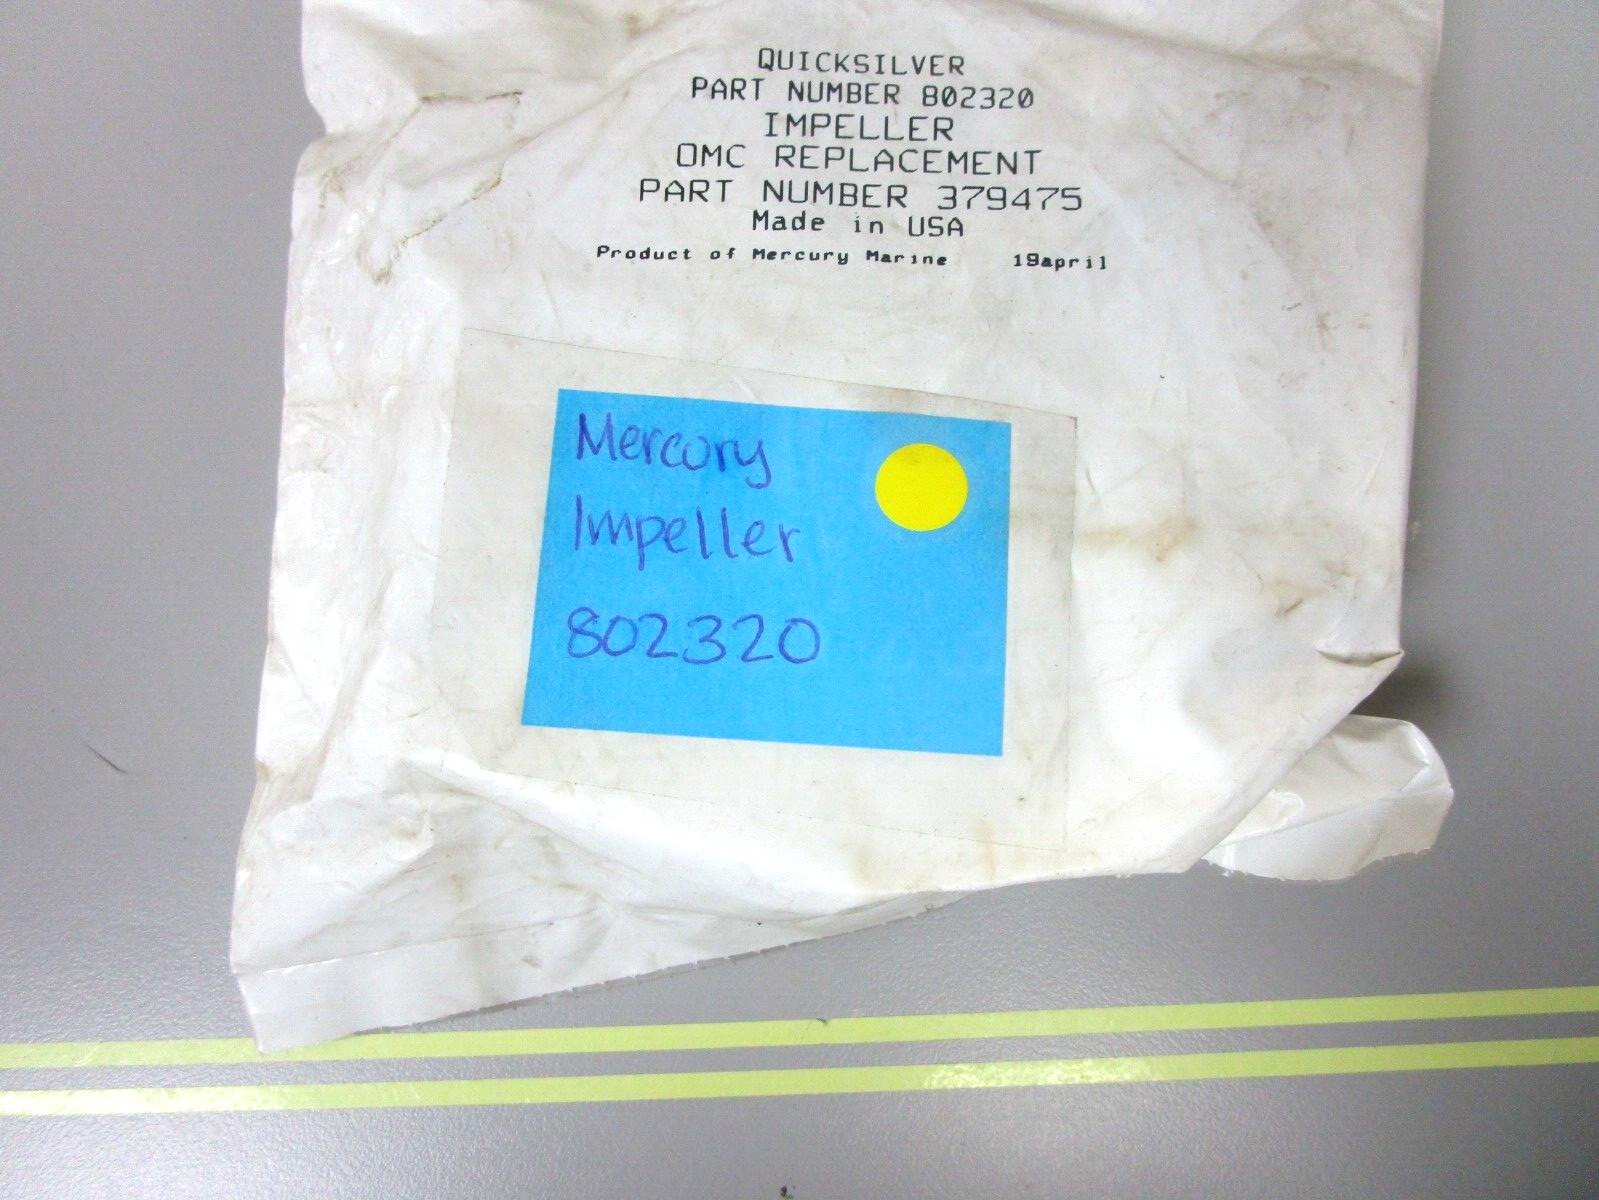 QUICKSILVER
PART NUMBER 802320
IMPELLER
OMC REPLACEMENT
PART NUMBER 379475
Made in USA
Product of Mercury Marine 19april
Mercury
Impeller
802320